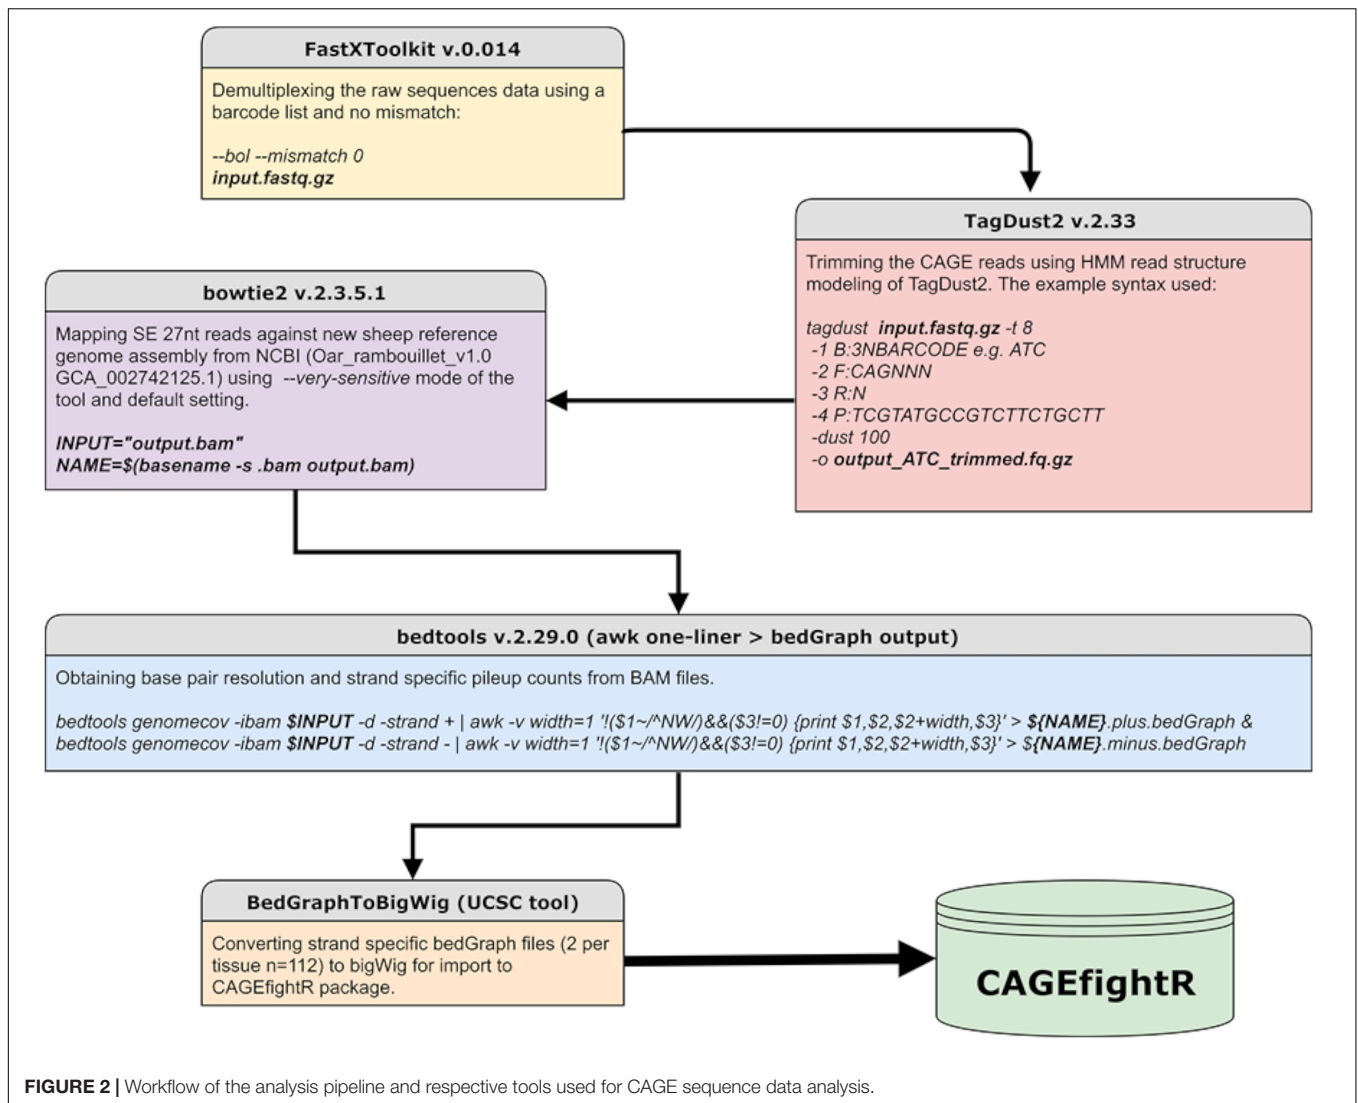 FastXToolkit v.0.014
Demultiplexing the raw sequences data using a
barcode list and no mismatch:
--bol --mismatch 0
input.fastq.gz
TagDust2 v.2.33
Trimming the CAGE reads using HMM read structure
modeling of TagDust2. The example syntax used:
tagdust input.fastq.gz -t 8
-1 B:3NBARCODE e.g. ATC
-2 F:CAGNNN
-3 R:N
-4 P:TCGTATGCCGTCTTCTGCTT
-dust 100
-o output_ATC_trimmed.fq.gz
bowtie2 v.2.3.5.1
Mapping SE 27nt reads against new sheep reference
genome assembly from NCBI (Oar_rambouillet_v1.0
GCA_002742125.1) using --very-sensitive mode of the
tool and default setting.
INPUT="output.bam"
NAME=$(basename -s .bam output.bam)
bedtools v.2.29.0 (awk one-liner > bedGraph output)
Obtaining base pair resolution and strand specific pileup counts from BAM files.
bedtools genomecov -ibam $INPUT -d -strand + | awk -v width=1 '!($1~/^NW/)&&($3!=0) {print $1,$2,$2+width,$3}' > ${NAME}.plus.bedGraph &
bedtools genomecov -ibam $INPUT -d -strand - | awk -v width=1 '!($1~/^NW/)&&($3!=0) {print $1,$2,$2+width,$3}' > ${NAME}.minus.bedGraph
BedGraphToBigWig (UCSC tool)
Converting strand specific bedGraph files (2 per
tissue n=112) to bigWig for import to
CAGEfightR package.
CAGEfightR
FIGURE 2 | Workflow of the analysis pipeline and respective tools used for CAGE sequence data analysis.